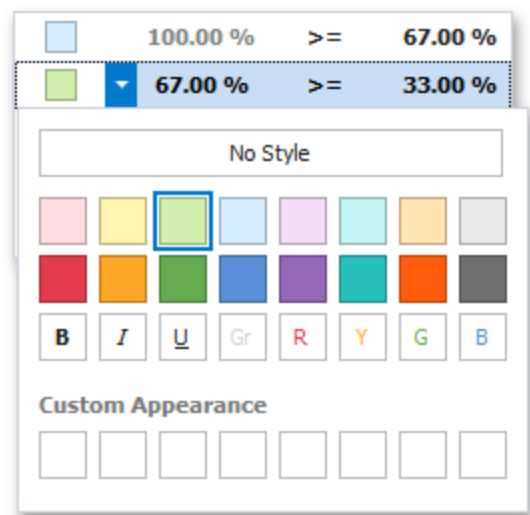 100.00 % >= 67.00 %
67.00 % >= 33.00 %
No Style
B I U Gr R Y G B
Custom Appearance